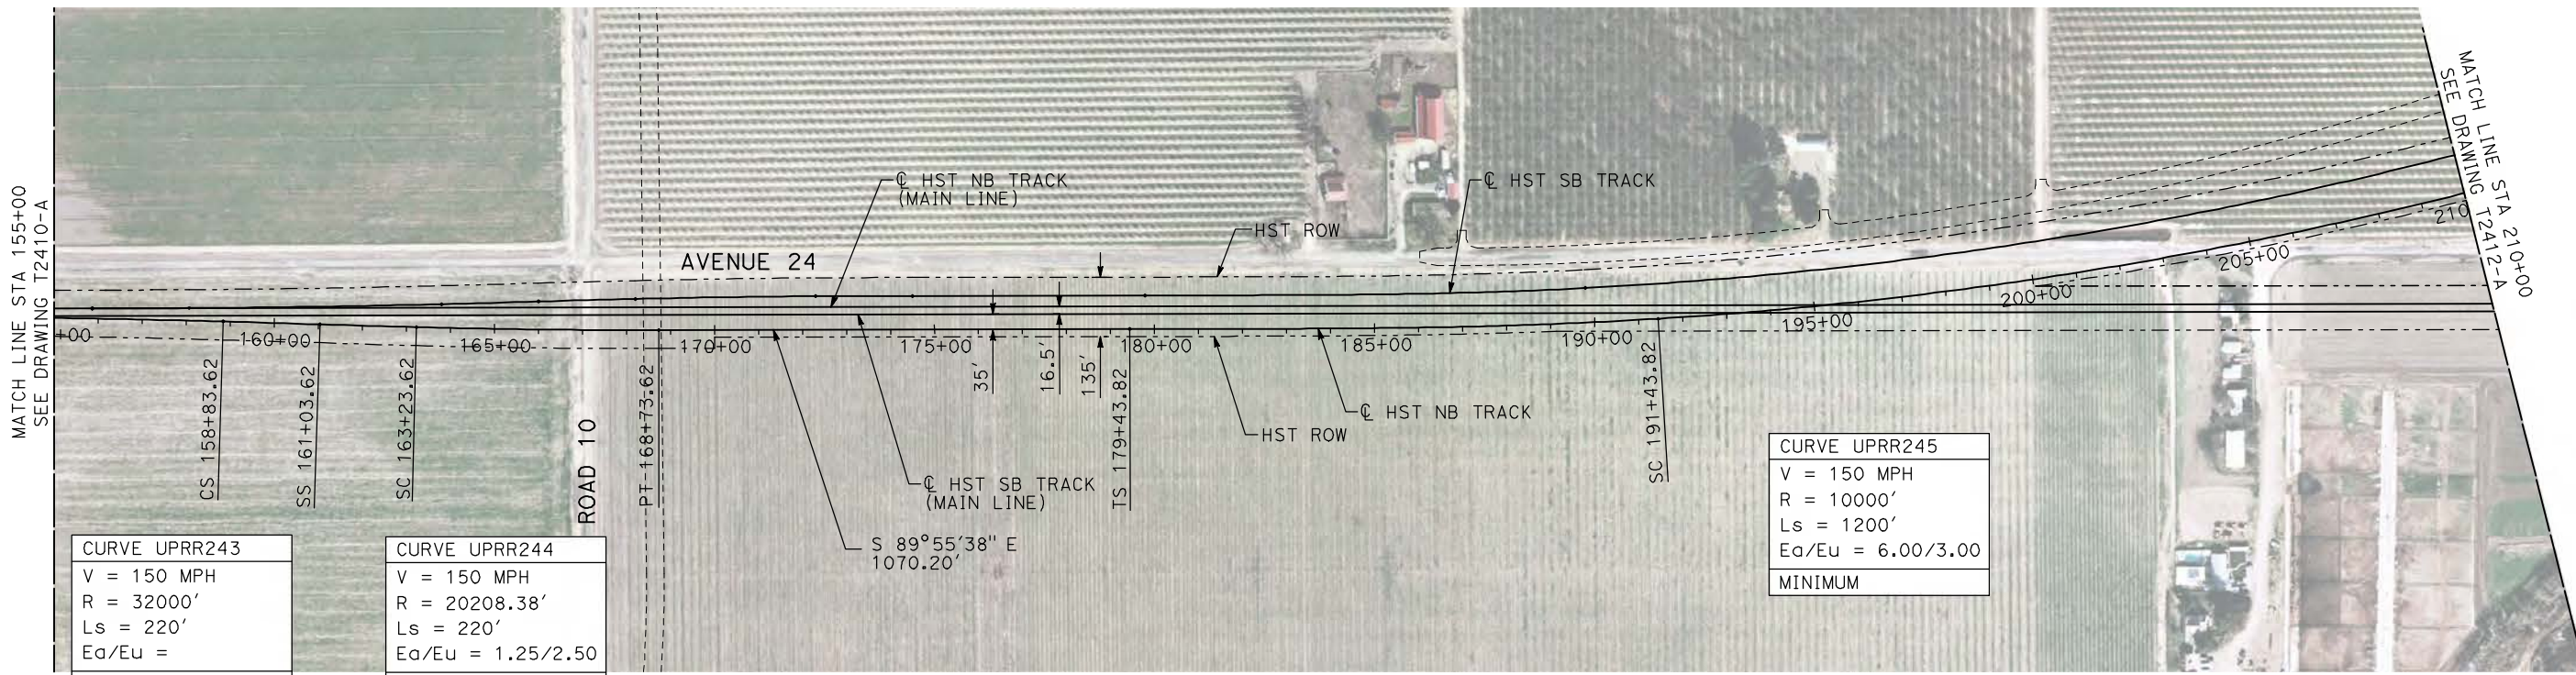 MATCH LINE STA 155+00
SEE DRAWING T2410-A
MATCH LINE STA 210+00
SEE DRAWING T2412-A
℄ HST NB TRACK
(MAIN LINE)
℄ HST SB TRACK
HST ROW
AVENUE 24
+00
160+00
165+00
170+00
175+00
180+00
185+00
190+00
195+00
200+00
205+00
210
CS 158+83.62
SS 161+03.62
SC 163+23.62
ROAD 10
PT 168+73.62
35'
16.5'
135'
TS 179+43.82
SC 191+43.82
℄ HST NB TRACK
HST ROW
℄ HST SB TRACK
(MAIN LINE)
S 89°55'38" E
1070.20'
CURVE UPRR243
V = 150 MPH
R = 32000'
Ls = 220'
Ea/Eu =
CURVE UPRR244
V = 150 MPH
R = 20208.38'
Ls = 220'
Ea/Eu = 1.25/2.50
CURVE UPRR245
V = 150 MPH
R = 10000'
Ls = 1200'
Ea/Eu = 6.00/3.00
MINIMUM